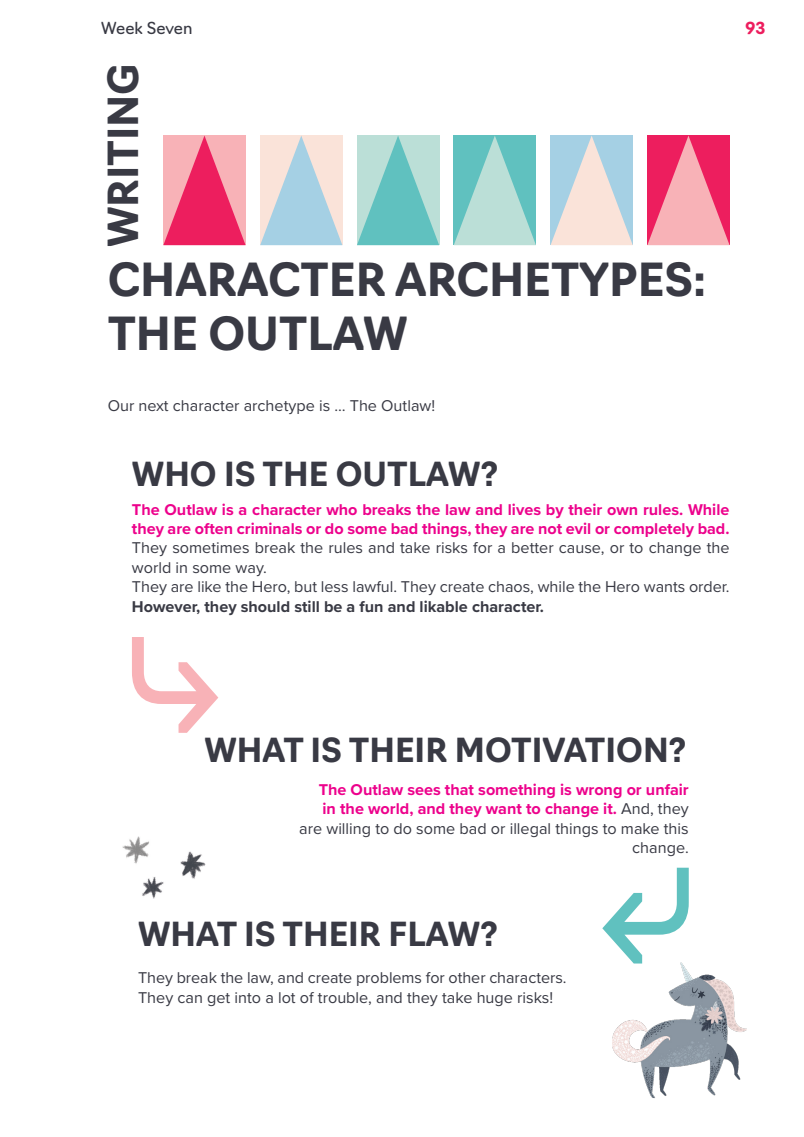 Week Seven
93
WRITING
CHARACTER ARCHETYPES:
THE OUTLAW
Our next character archetype is ... The Outlaw!
WHO IS THE OUTLAW?
The Outlaw is a character who breaks the law and lives by their own rules. While
they are often criminals or do some bad things, they are not evil or completely bad.
They sometimes break the rules and take risks for a better cause, or to change the
world in some way.
They are like the Hero, but less lawful. They create chaos, while the Hero wants order.
However, they should still be a fun and likable character.
WHAT IS THEIR MOTIVATION?
The Outlaw sees that something is wrong or unfair
in the world, and they want to change it. And, they
are willing to do some bad or illegal things to make this
change.
WHAT IS THEIR FLAW?
They break the law, and create problems for other characters.
They can get into a lot of trouble, and they take huge risks!